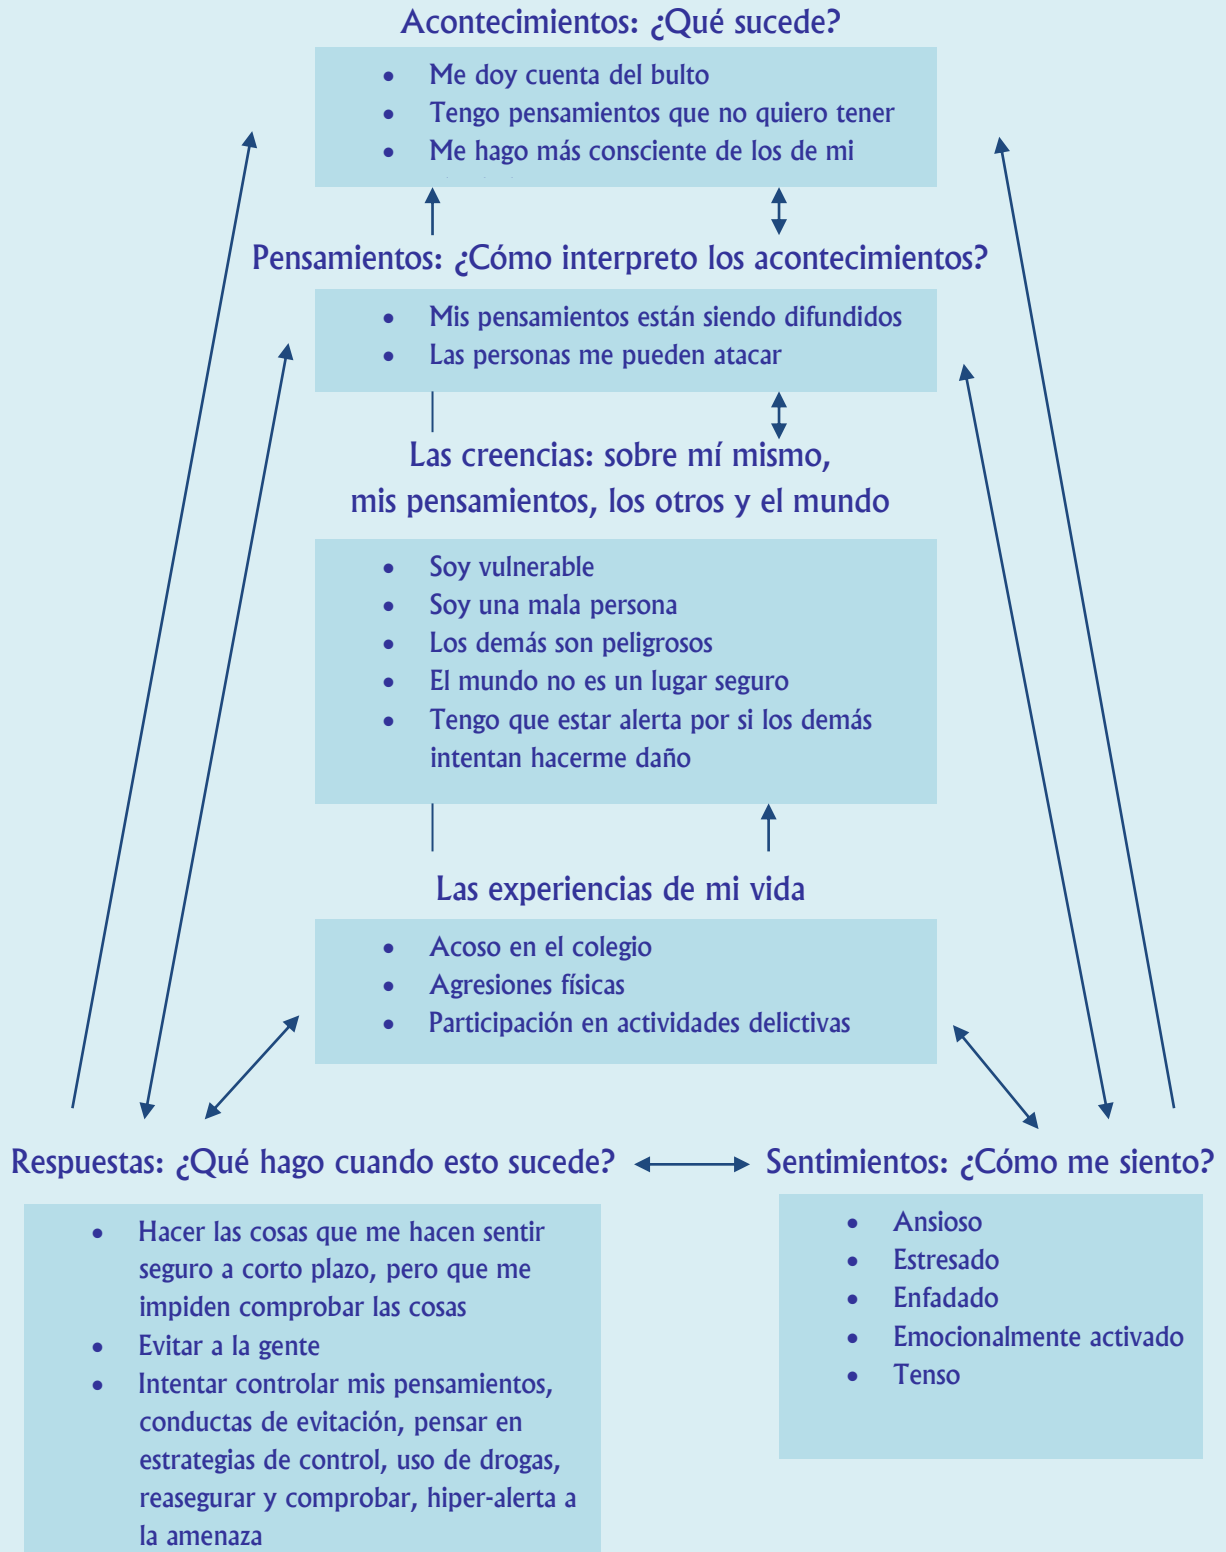 Acontecimientos: ¿Qué sucede?
• Me doy cuenta del bulto
• Tengo pensamientos que no quiero tener
• Me hago más consciente de los de mi
Pensamientos: ¿Cómo interpreto los acontecimientos?
• Mis pensamientos están siendo difundidos
• Las personas me pueden atacar
Las creencias: sobre mí mismo,
mis pensamientos, los otros y el mundo
• Soy vulnerable
• Soy una mala persona
• Los demás son peligrosos
• El mundo no es un lugar seguro
• Tengo que estar alerta por si los demás
intentan hacerme daño
Las experiencias de mi vida
• Acoso en el colegio
• Agresiones físicas
• Participación en actividades delictivas
Respuestas: ¿Qué hago cuando esto sucede?
• Hacer las cosas que me hacen sentir
seguro a corto plazo, pero que me
impiden comprobar las cosas
• Evitar a la gente
• Intentar controlar mis pensamientos,
conductas de evitación, pensar en
estrategias de control, uso de drogas,
reasegurar y comprobar, hiper-alerta a
la amenaza
Sentimientos: ¿Cómo me siento?
• Ansioso
• Estresado
• Enfadado
• Emocionalmente activado
• Tenso